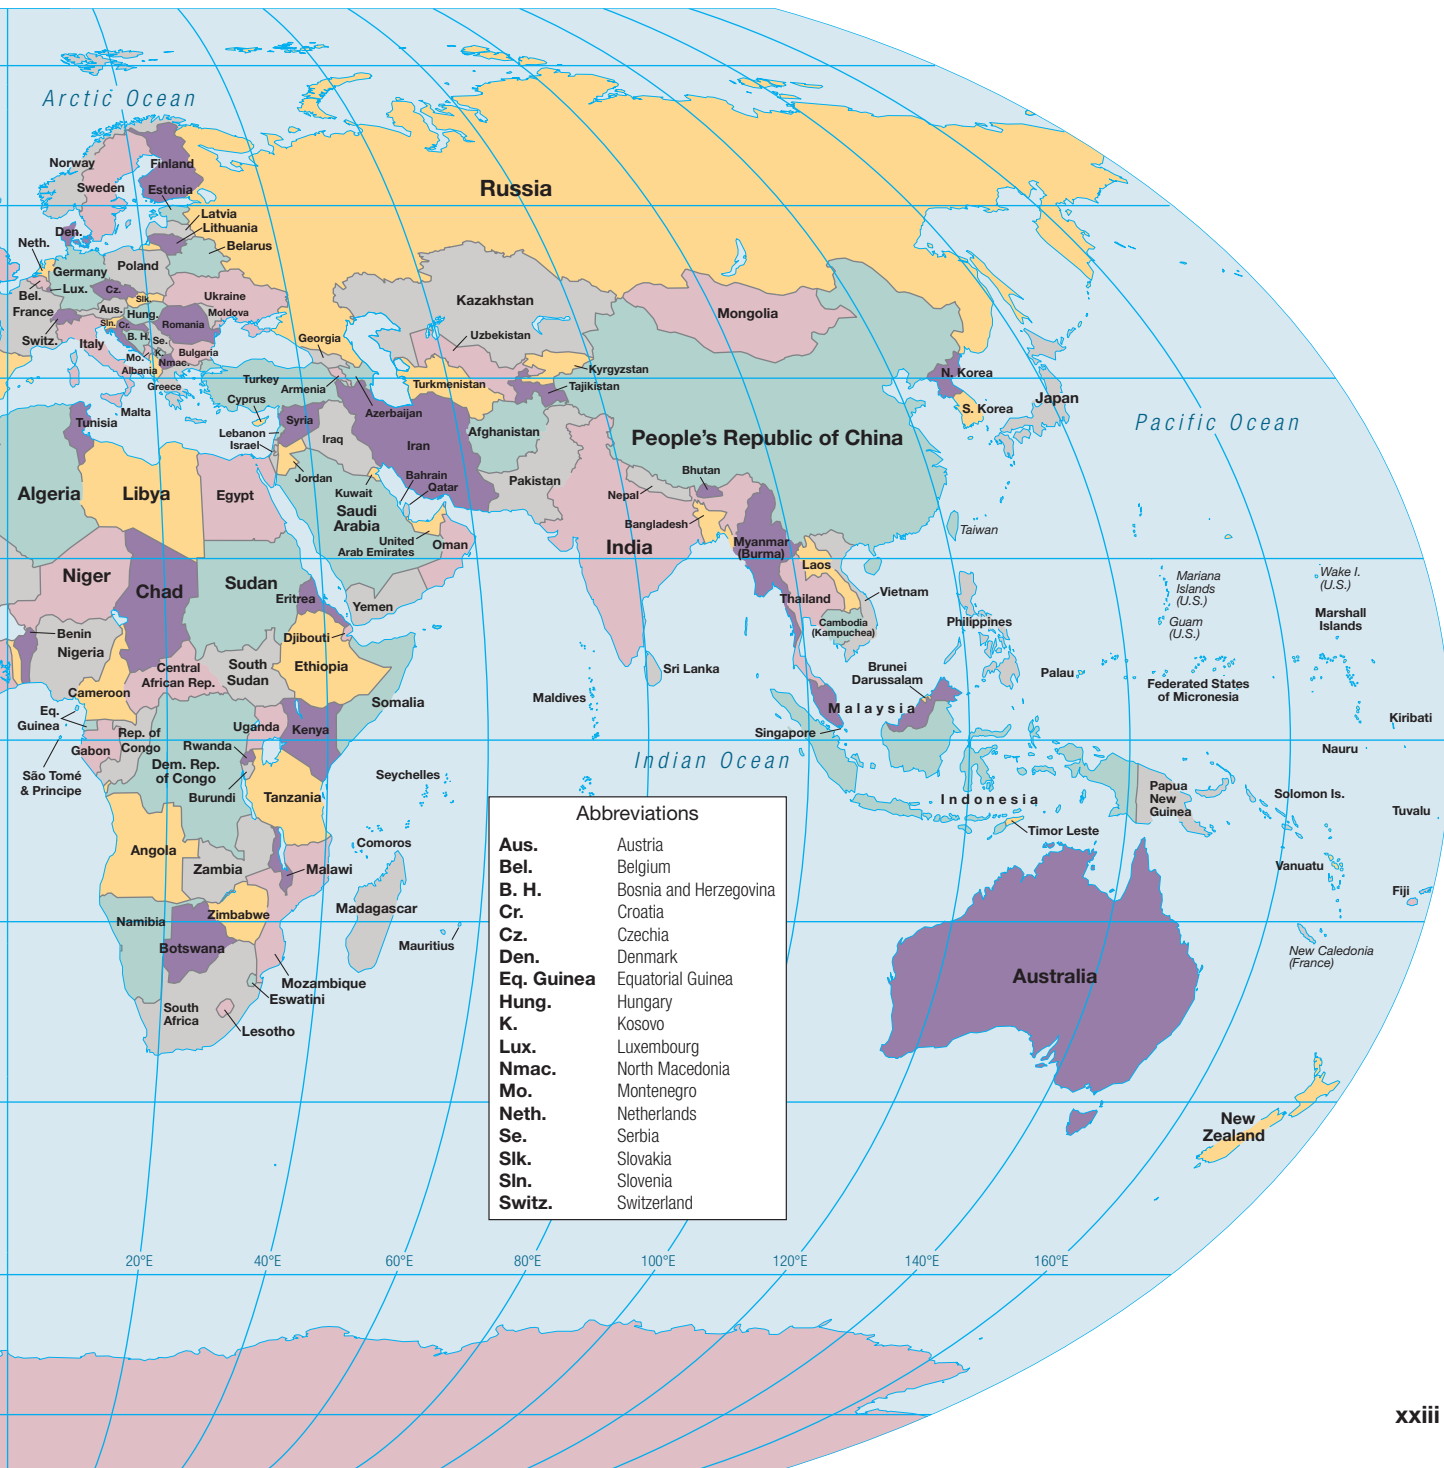 Arctic Ocean
Norway
Finland
Sweden
Estonia
Russia
Latvia
Lithuania
Den.
Neth.
Belarus
Poland
Germany
Lux.
Cz.
Bel.
Slk.
Ukraine
Kazakhstan
France
Aus.
Hung.
Moldova
Mongolia
Sln.
Cr.
Romania
Switz.
Italy
B. H.
Se.
Georgia
Uzbekistan
Mo.
K.
Bulgaria
Nmac.
Albania
Kyrgyzstan
N. Korea
Greece
Turkey
Armenia
Turkmenistan
Tajikistan
Malta
Cyprus
Azerbaijan
Japan
S. Korea
Tunisia
Syria
Pacific Ocean
Lebanon
Israel
Iraq
Iran
Afghanistan
People's Republic of China
Algeria
Libya
Egypt
Jordan
Kuwait
Bahrain
Qatar
Pakistan
Bhutan
Nepal
Saudi
Arabia
Bangladesh
Taiwan
United
Arab Emirates
Oman
India
Myanmar
(Burma)
Laos
Niger
Chad
Sudan
Eritrea
Yemen
Thailand
Vietnam
Mariana
Islands
(U.S.)
Wake I.
(U.S.)
Guam
(U.S.)
Marshall
Islands
Benin
Nigeria
Djibouti
Cambodia
(Kampuchea)
Philippines
Central
African Rep.
South
Sudan
Ethiopia
Sri Lanka
Brunei
Darussalam
Palau
Federated States
of Micronesia
Cameroon
Somalia
Maldives
Malaysia
Eq.
Guinea
Rep. of
Congo
Uganda
Kenya
Singapore
Kiribati
Gabon
Rwanda
Indian Ocean
Nauru
São Tomé
& Principe
Dem. Rep.
of Congo
Burundi
Tanzania
Seychelles
Indonesia
Papua
New
Guinea
Solomon Is.
Tuvalu
Timor Leste
Angola
Zambia
Malawi
Comoros
Vanuatu
Fiji
Namibia
Zimbabwe
Madagascar
Botswana
Mauritius
New Caledonia
(France)
Mozambique
Eswatini
Australia
South
Africa
Lesotho
New
Zealand
Abbreviations
Aus. Austria
Bel. Belgium
B. H. Bosnia and Herzegovina
Cr. Croatia
Cz. Czechia
Den. Denmark
Eq. Guinea Equatorial Guinea
Hung. Hungary
K. Kosovo
Lux. Luxembourg
Nmac. North Macedonia
Mo. Montenegro
Neth. Netherlands
Se. Serbia
Slk. Slovakia
Sln. Slovenia
Switz. Switzerland
20°E 40°E 60°E 80°E 100°E 120°E 140°E 160°E
xxiii